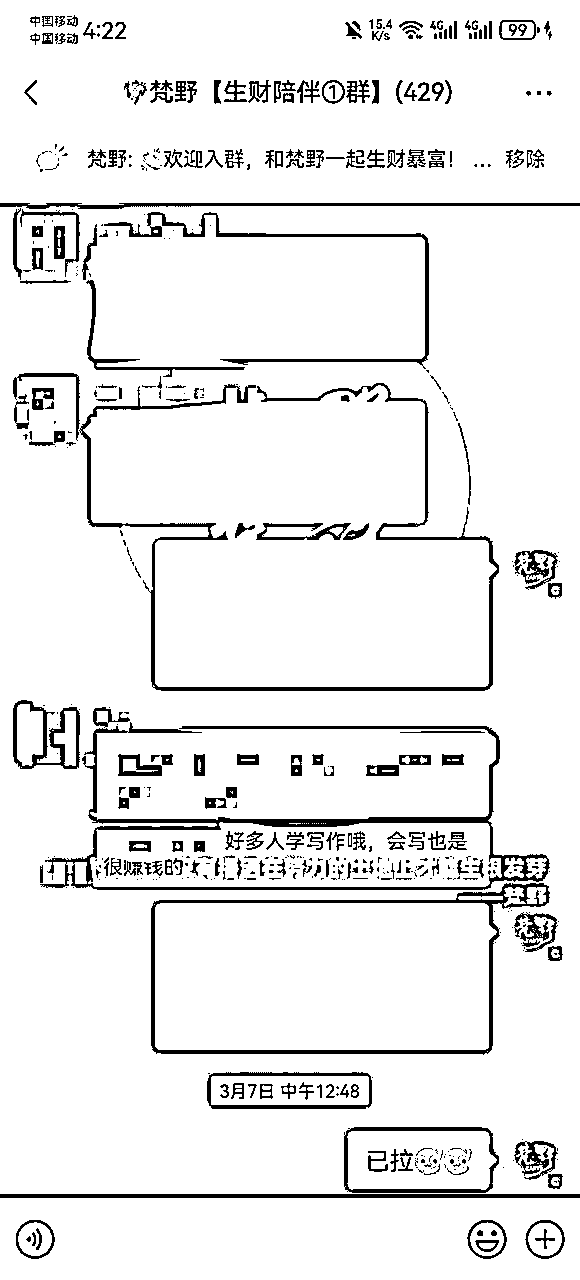 中国移动
中国移动 4:22 15.4 K/s 4G 4G 99
梵野【生财陪伴①群】(429)
梵野: 欢迎入群，和梵野一起生财暴富！ ... 移除
好多人学写作哦，会写也是
很赚钱的
梵野
3月7日 中午12:48
已拉